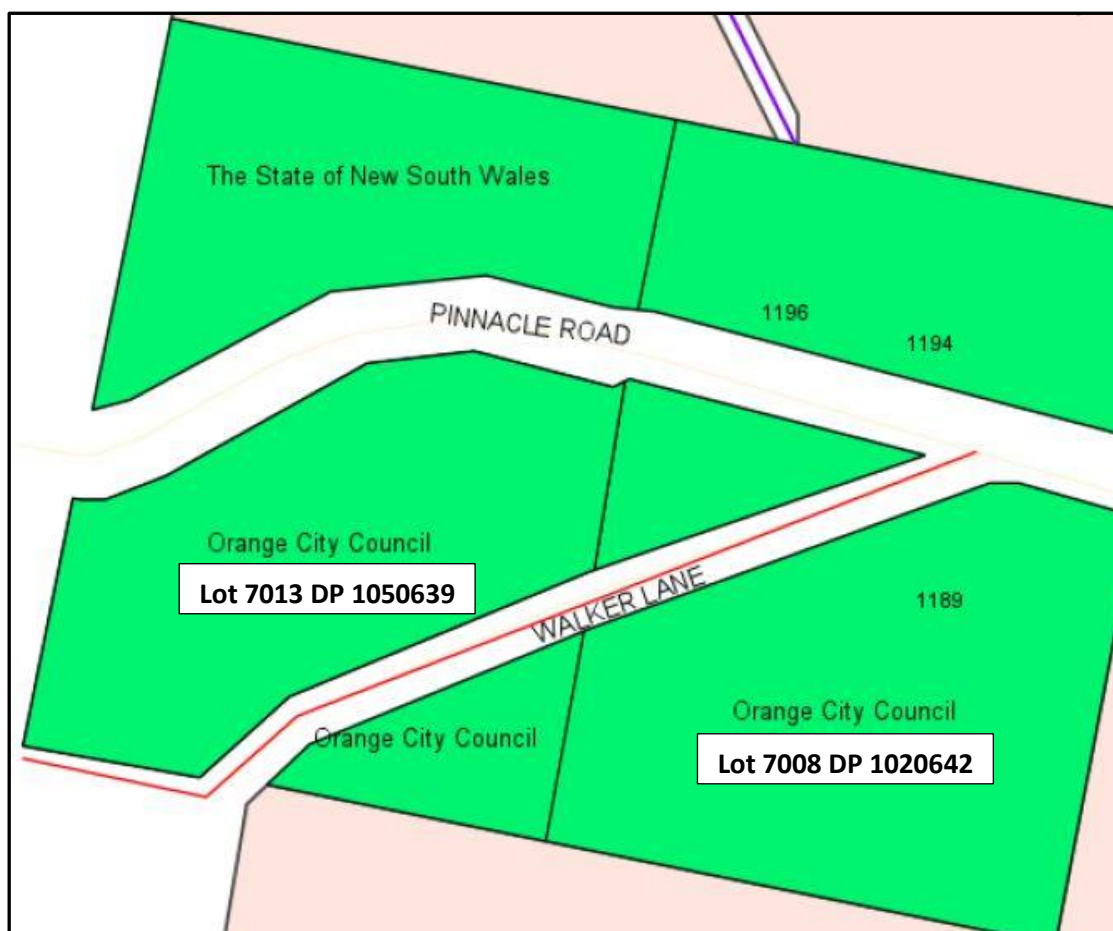 The State of New South Wales
PINNACLE ROAD
1196
1194
Orange City Council
Lot 7013 DP 1050639
WALKER LANE
1189
Orange City Council
Orange City Council
Lot 7008 DP 1020642